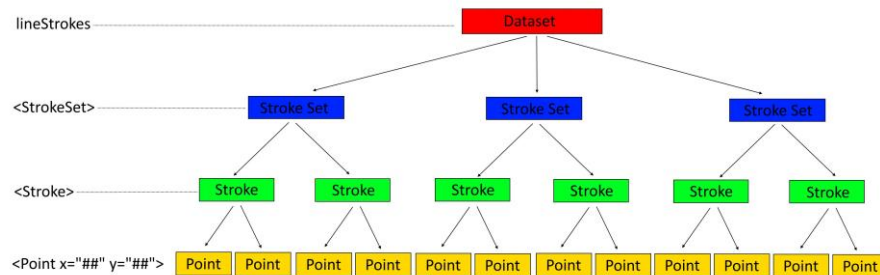 lineStrokes Dataset
<StrokeSet> Stroke Set Stroke Set Stroke Set
<Stroke> Stroke Stroke Stroke Stroke Stroke Stroke
<Point x="##" y="##"> Point Point Point Point Point Point Point Point Point Point Point Point